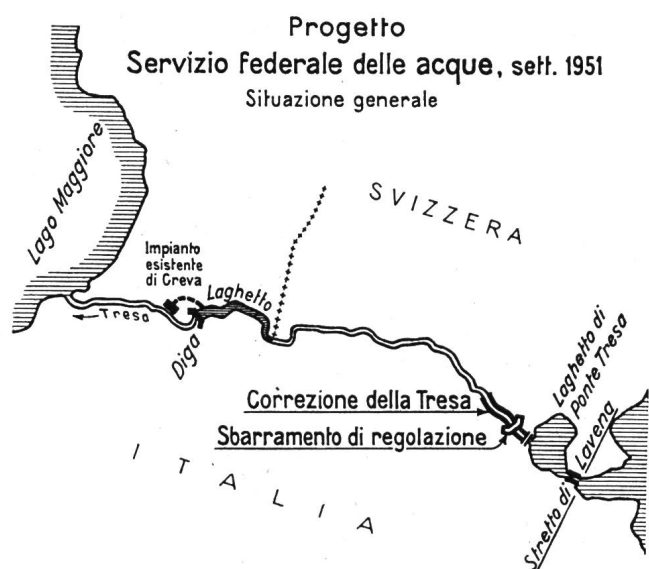 Progetto
Servizio federale delle acque, sett. 1951
Situazione generale
Lago Maggiore
SVIZZERA
Impianto
esistente
di Creva
Laghetto
Tresa
Diga
Laghetto di
Ponte Tresa
Correzione della Tresa
Sbarramento di regolazione
Stretto di Lavena
ITALIA